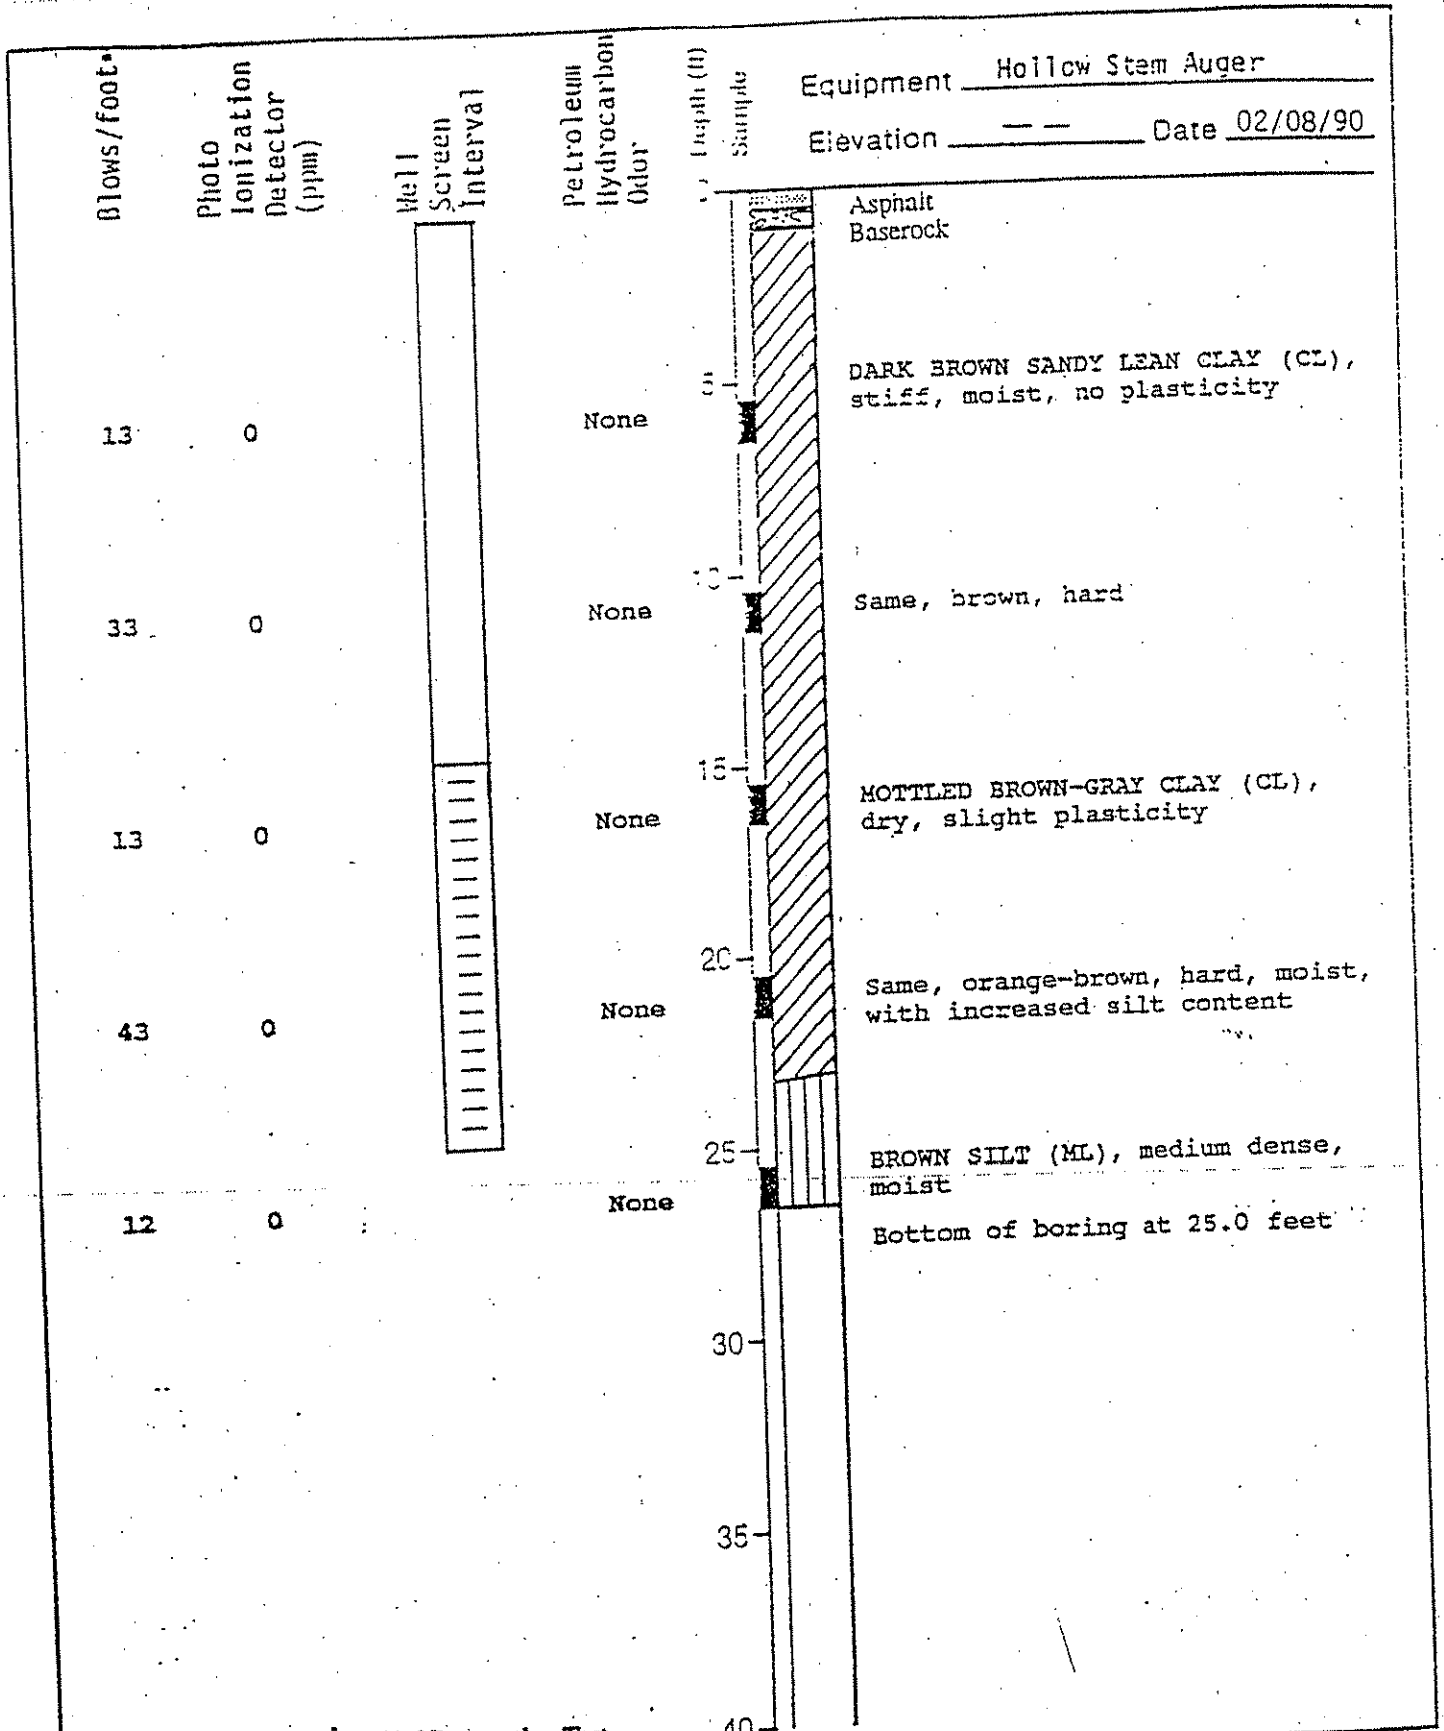 Equipment Hollow Stem Auger
Elevation -- Date 02/08/90
Blows/foot
Photo
Ionization
Detector
(ppm)
Well
Screen
Interval
Petroleum
Hydrocarbon
Odor
Depth (ft)
Sample
Asphalt
Baserock
DARK BROWN SANDY LEAN CLAY (CL),
stiff, moist, no plasticity
5
13 0 None
10
Same, brown, hard
33 0 None
15
MOTTLED BROWN-GRAY CLAY (CL),
dry, slight plasticity
13 0 None
20
Same, orange-brown, hard, moist,
with increased silt content
43 0 None
25
BROWN SILT (ML), medium dense,
moist
12 0 None
Bottom of boring at 25.0 feet
30
35
40